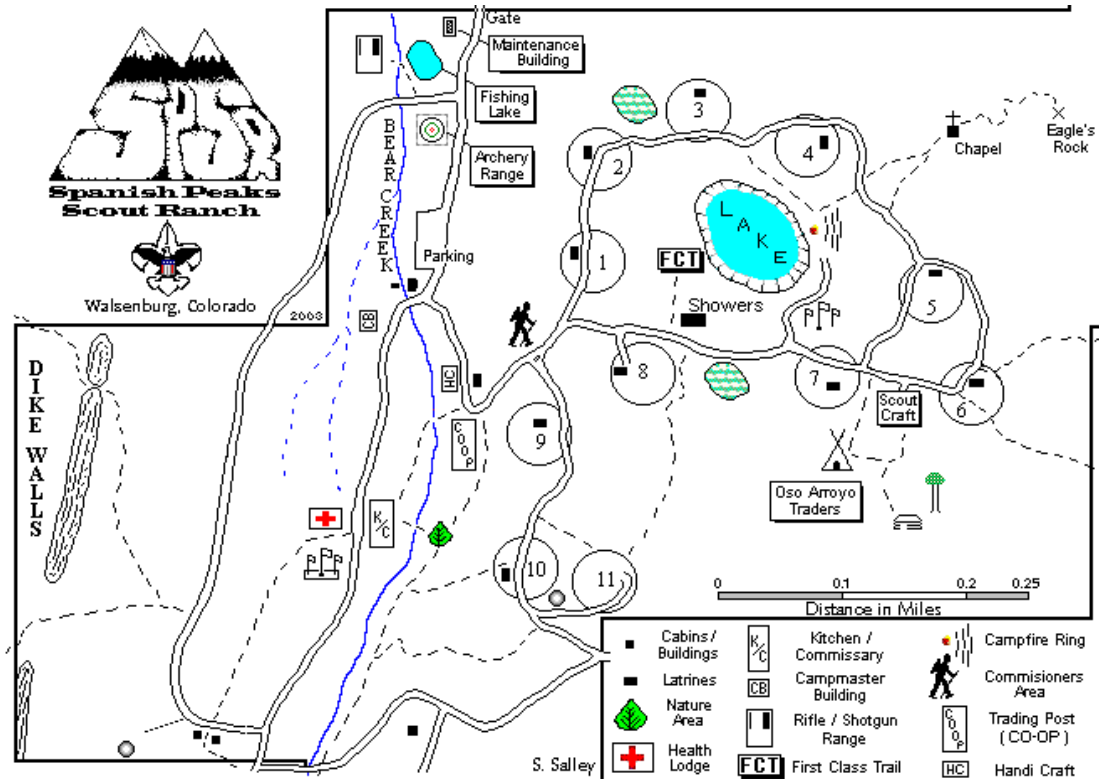 Gate
Maintenance
Building
Fishing
Lake
BEAR CREEK
Archery
Range
SPSR
Spanish Peaks
Scout Ranch
Walsenburg, Colorado
2003
Parking
CB
HC
COOP
K/C
DIKE WALLS
1
2
3
4
5
6
7
8
9
10
11
LAKE
FCT
Showers
Chapel
Eagle's
Rock
Scout
Craft
Oso Arroyo
Traders
0 0.1 0.2 0.25
Distance in Miles
S. Salley
Cabins/
Buildings
Latrines
Nature
Area
Health
Lodge
K/C
Kitchen /
Commissary
CB
Campmaster
Building
Rifle / Shotgun
Range
FCT
First Class Trail
Campfire Ring
Commisioners
Area
COOP
Trading Post
(CO-OP)
HC
Handi Craft